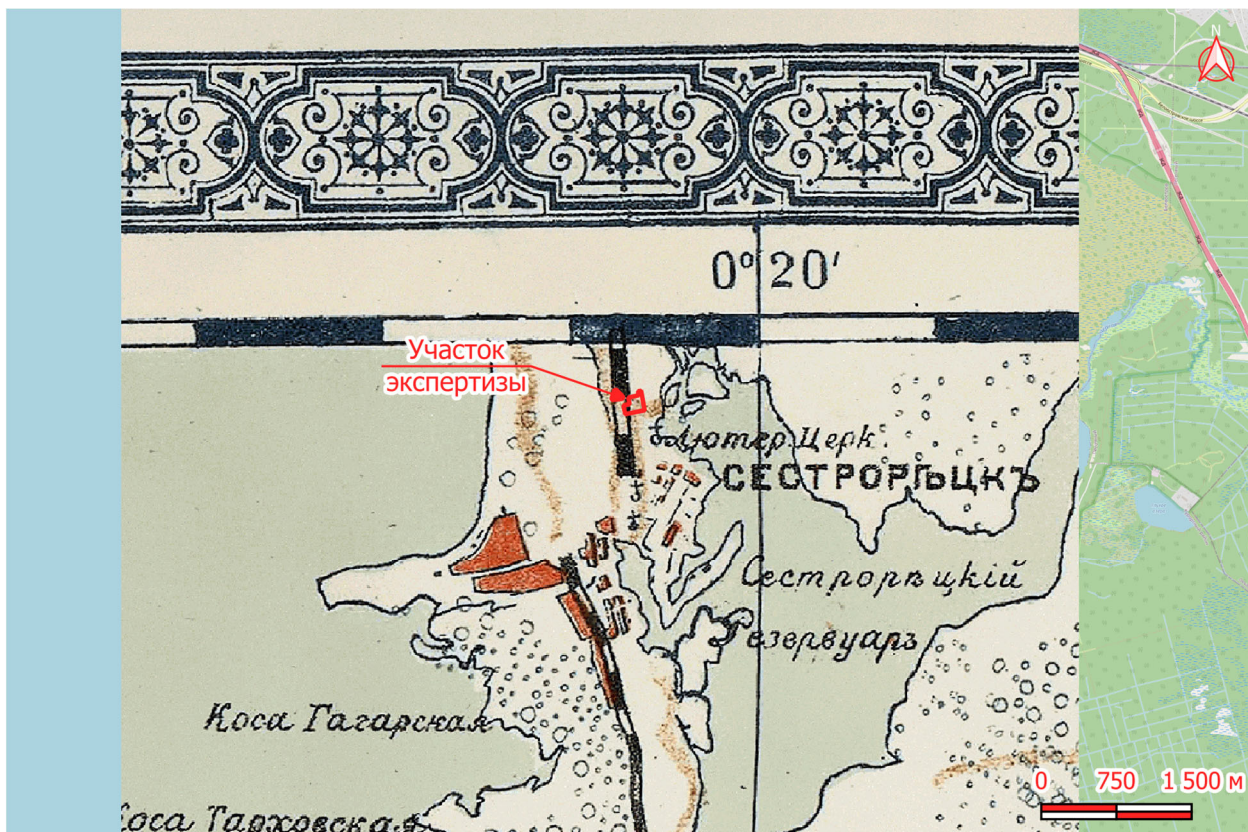 N
0° 20'
Участок
экспертизы
Лютер. Церк.
СЕСТРОРѢЦКЪ
Сестрорѣцкій
Резервуаръ
Коса Гагарская
Коса Тарховская
0 750 1 500 м